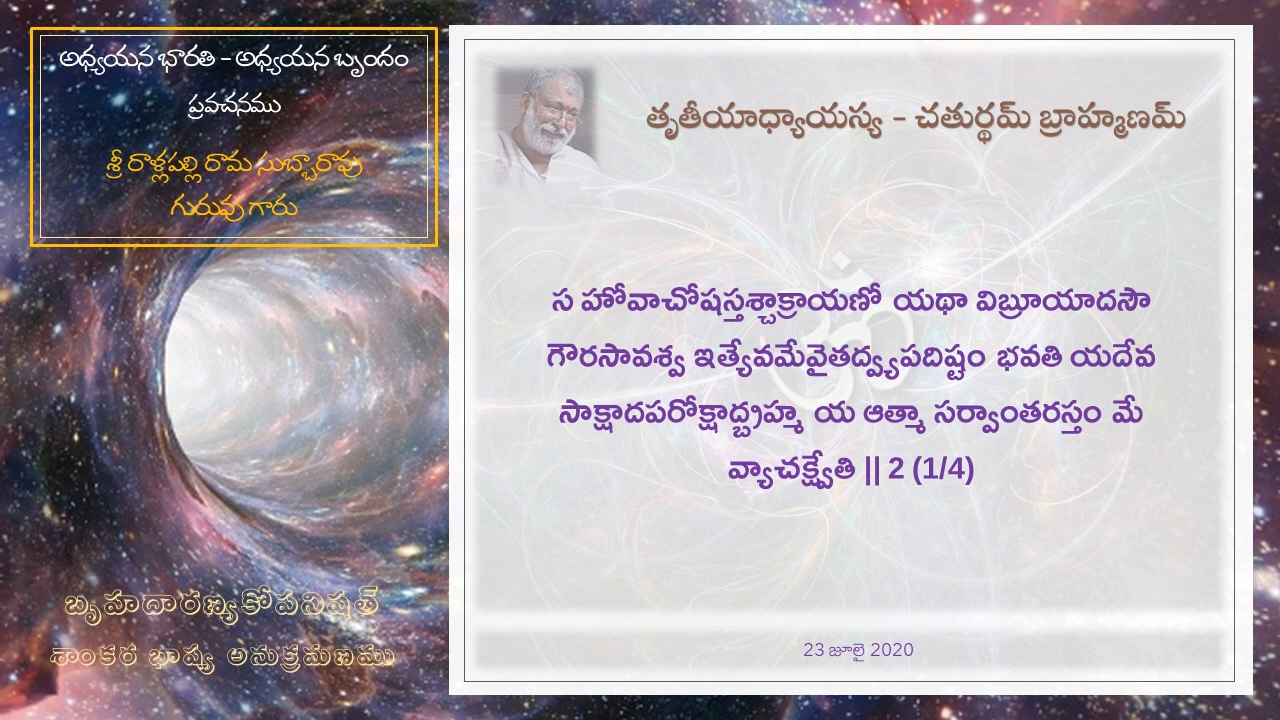 అధ్యయన భారతి – అధ్యయన బృందం
ప్రవచనము
శ్రీ రాళ్లపల్లి రామ సుబ్బారావు
గురువు గారు
తృతీయాధ్యాయస్య – చతుర్థమ్ బ్రాహ్మణమ్
స హోవాచోషస్తశ్చాక్రాయణో యథా విబ్రూయాదసౌ
గౌరసావశ్వ ఇత్యేవమేవైతద్వ్యపదిష్టం భవతి యదేవ
సాక్షాదపరోక్షాద్బ్రహ్మ య ఆత్మా సర్వాంతరస్తం మే
వ్యాచక్ష్వేతి || 2 (1/4)
బృహదారణ్యకోపనిషత్
శాంకర భాష్య అనుక్రమణము
23 జూలై 2020